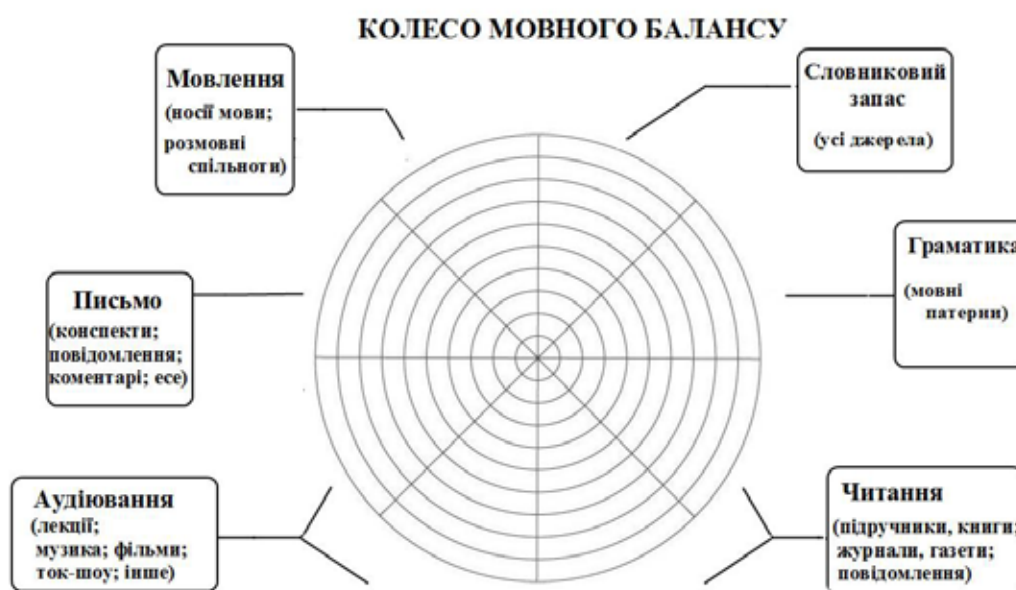 КОЛЕСО МОВНОГО БАЛАНСУ
Мовлення
(носії мови;
розмовні
спільноти)
Словниковий
запас
(усі джерела)
Письмо
(конспекти;
повідомлення;
коментарі; есе)
Граматика
(мовні
патерни)
Аудіювання
(лекції;
музика; фільми;
ток-шоу; інше)
Читання
(підручники, книги;
журнали, газети;
повідомлення)